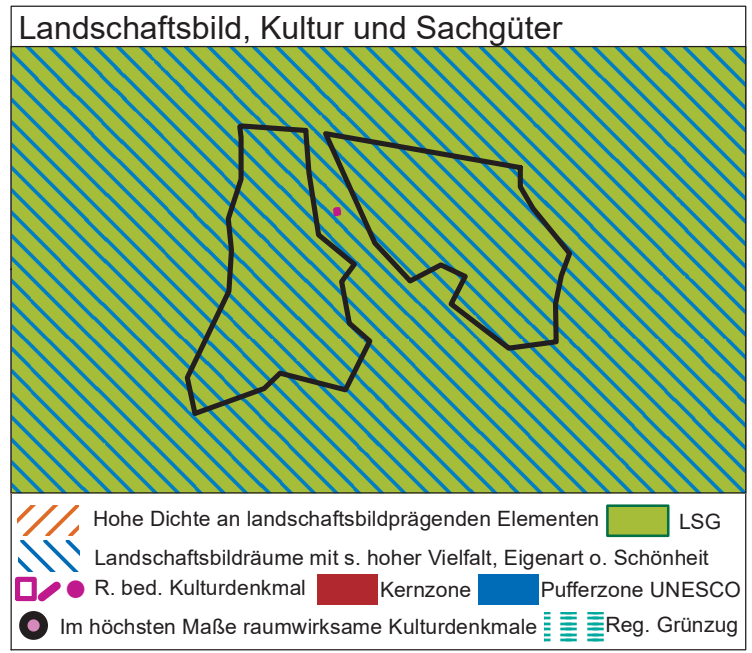 Landschaftsbild, Kultur und Sachgüter
Hohe Dichte an landschaftsbildprägenden Elementen LSG
Landschaftsbildräume mit s. hoher Vielfalt, Eigenart o. Schönheit
R. bed. Kulturdenkmal Kernzone Pufferzone UNESCO
Im höchsten Maße raumwirksame Kulturdenkmale Reg. Grünzug